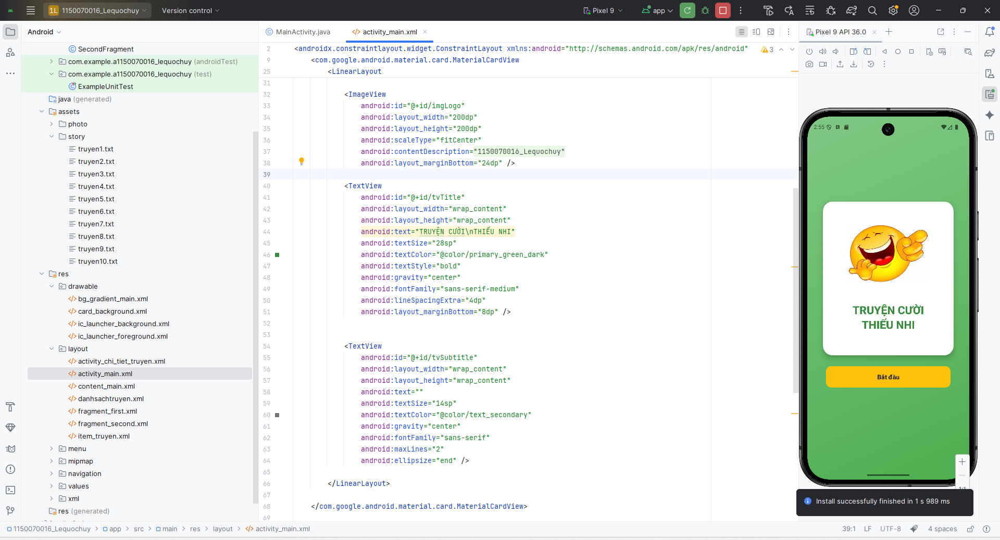 1L 1150070016_Lequochuy Version control Pixel 9 app
Android
MainActivity.java activity_main.xml
Pixel 9 API 36.0
SecondFragment
com.example.a1150070016_lequochuy (androidTest)
com.example.a1150070016_lequochuy (test)
ExampleUnitTest
java (generated)
assets
photo
story
truyen1.txt
truyen2.txt
truyen3.txt
truyen4.txt
truyen5.txt
truyen6.txt
truyen7.txt
truyen8.txt
truyen9.txt
truyen10.txt
res
drawable
bg_gradient_main.xml
card_background.xml
ic_launcher_background.xml
ic_launcher_foreground.xml
layout
activity_chi_tiet_truyen.xml
activity_main.xml
content_main.xml
danhsachtruyen.xml
fragment_first.xml
fragment_second.xml
item_truyen.xml
menu
mipmap
navigation
values
xml
res (generated)
2 <androidx.constraintlayout.widget.ConstraintLayout xmlns:android="http://schemas.android.com/apk/res/android"
3
9 <com.google.android.material.card.MaterialCardView
25 <LinearLayout
31
32 <ImageView
33 android:id="@+id/imgLogo"
34 android:layout_width="200dp"
35 android:layout_height="200dp"
36 android:scaleType="fitCenter"
37 android:contentDescription="1150070016_Lequochuy"
38 android:layout_marginBottom="24dp" />
39
40 <TextView
41 android:id="@+id/tvTitle"
42 android:layout_width="wrap_content"
43 android:layout_height="wrap_content"
44 android:text="TRUYỆN CƯỜI\nTHIẾU NHI"
45 android:textSize="28sp"
46 android:textColor="@color/primary_green_dark"
47 android:textStyle="bold"
48 android:gravity="center"
49 android:fontFamily="sans-serif-medium"
50 android:lineSpacingExtra="4dp"
51 android:layout_marginBottom="8dp" />
52
53
54 <TextView
55 android:id="@+id/tvSubtitle"
56 android:layout_width="wrap_content"
57 android:layout_height="wrap_content"
58 android:text=""
59 android:textSize="14sp"
60 android:textColor="@color/text_secondary"
61 android:gravity="center"
62 android:fontFamily="sans-serif"
63 android:maxLines="2"
64 android:ellipsize="end" />
65
66 </LinearLayout>
67
68 </com.google.android.material.card.MaterialCardView>
69
2:55
TRUYỆN CƯỜI
THIẾU NHI
Bắt đầu
Install successfully finished in 1 s 989 ms
1150070016_Lequochuy > app > src > main > res > layout > activity_main.xml
39:1 LF UTF-8 4 spaces